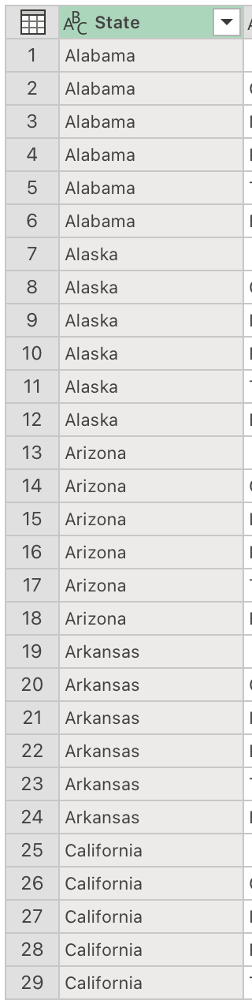 ABC State
1 Alabama
2 Alabama
3 Alabama
4 Alabama
5 Alabama
6 Alabama
7 Alaska
8 Alaska
9 Alaska
10 Alaska
11 Alaska
12 Alaska
13 Arizona
14 Arizona
15 Arizona
16 Arizona
17 Arizona
18 Arizona
19 Arkansas
20 Arkansas
21 Arkansas
22 Arkansas
23 Arkansas
24 Arkansas
25 California
26 California
27 California
28 California
29 California